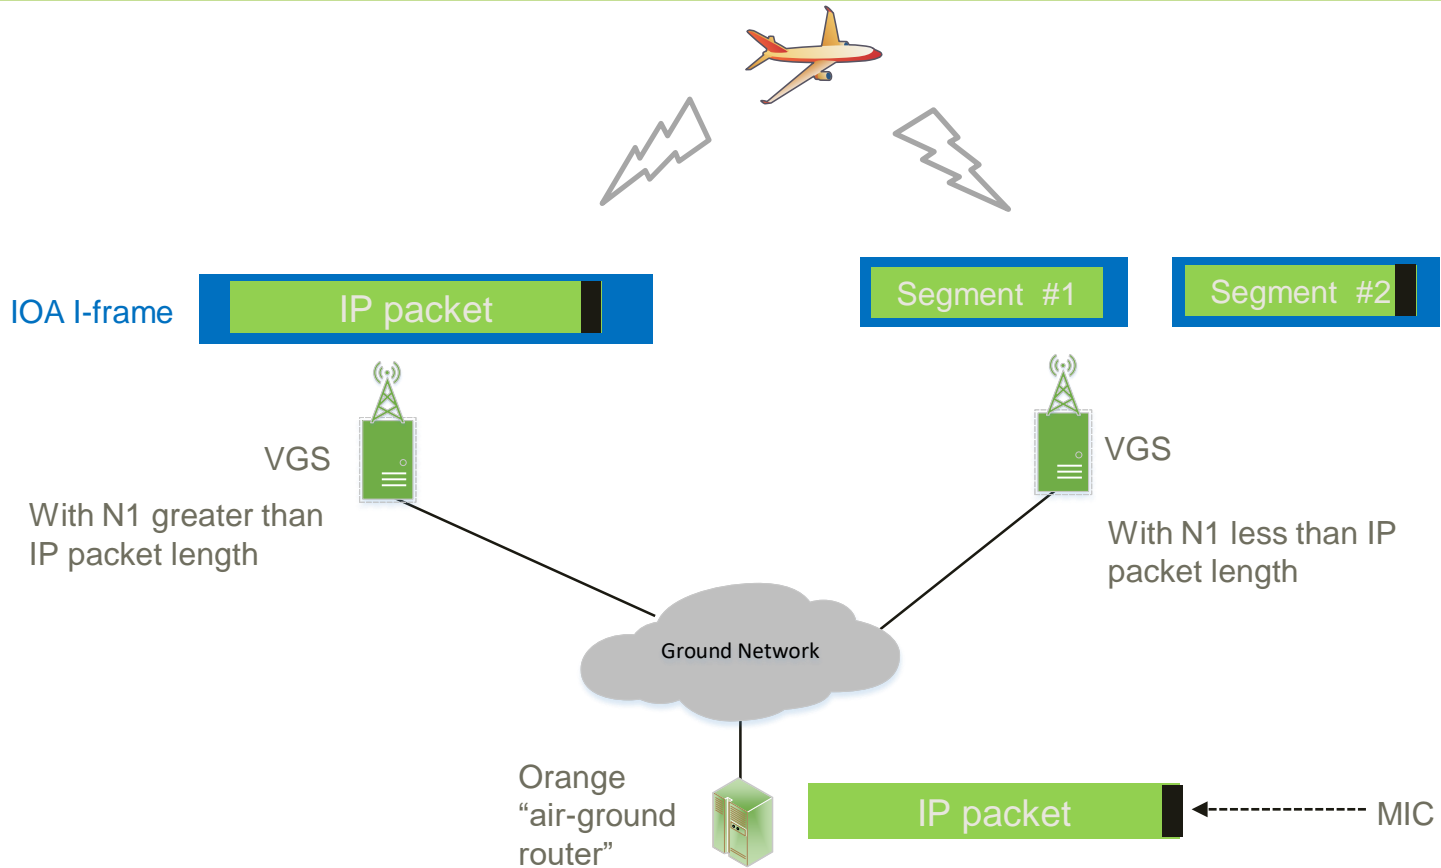 IOA I-frame
IP packet
Segment #1
Segment #2
VGS
With N1 greater than
IP packet length
VGS
With N1 less than IP
packet length
Ground Network
Orange
“air-ground
router”
IP packet
MIC